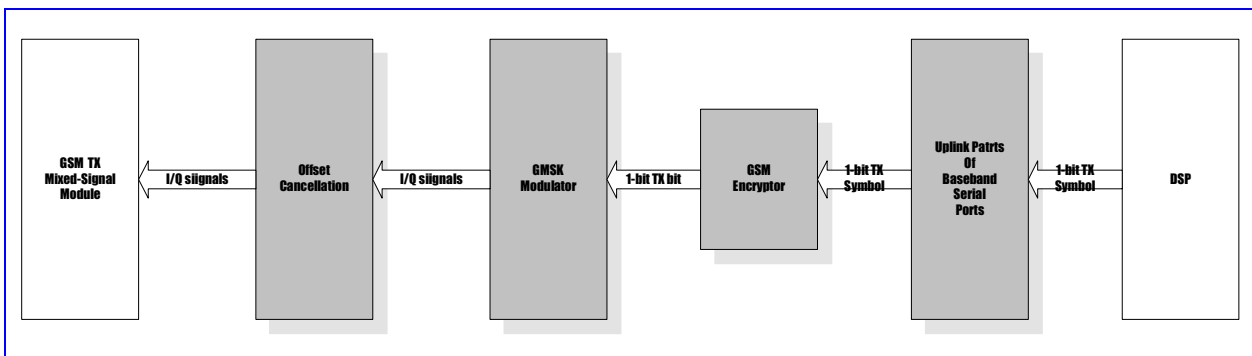 GSM TX
Mixed-Signal
Module
I/Q siignals
Offset
Cancellation
I/Q siignals
GMSK
Modulator
1-bit TX bit
GSM
Encryptor
1-bit TX
Symbol
Uplink Patrts
Of
Baseband
Serial
Ports
1-bit TX
Symbol
DSP